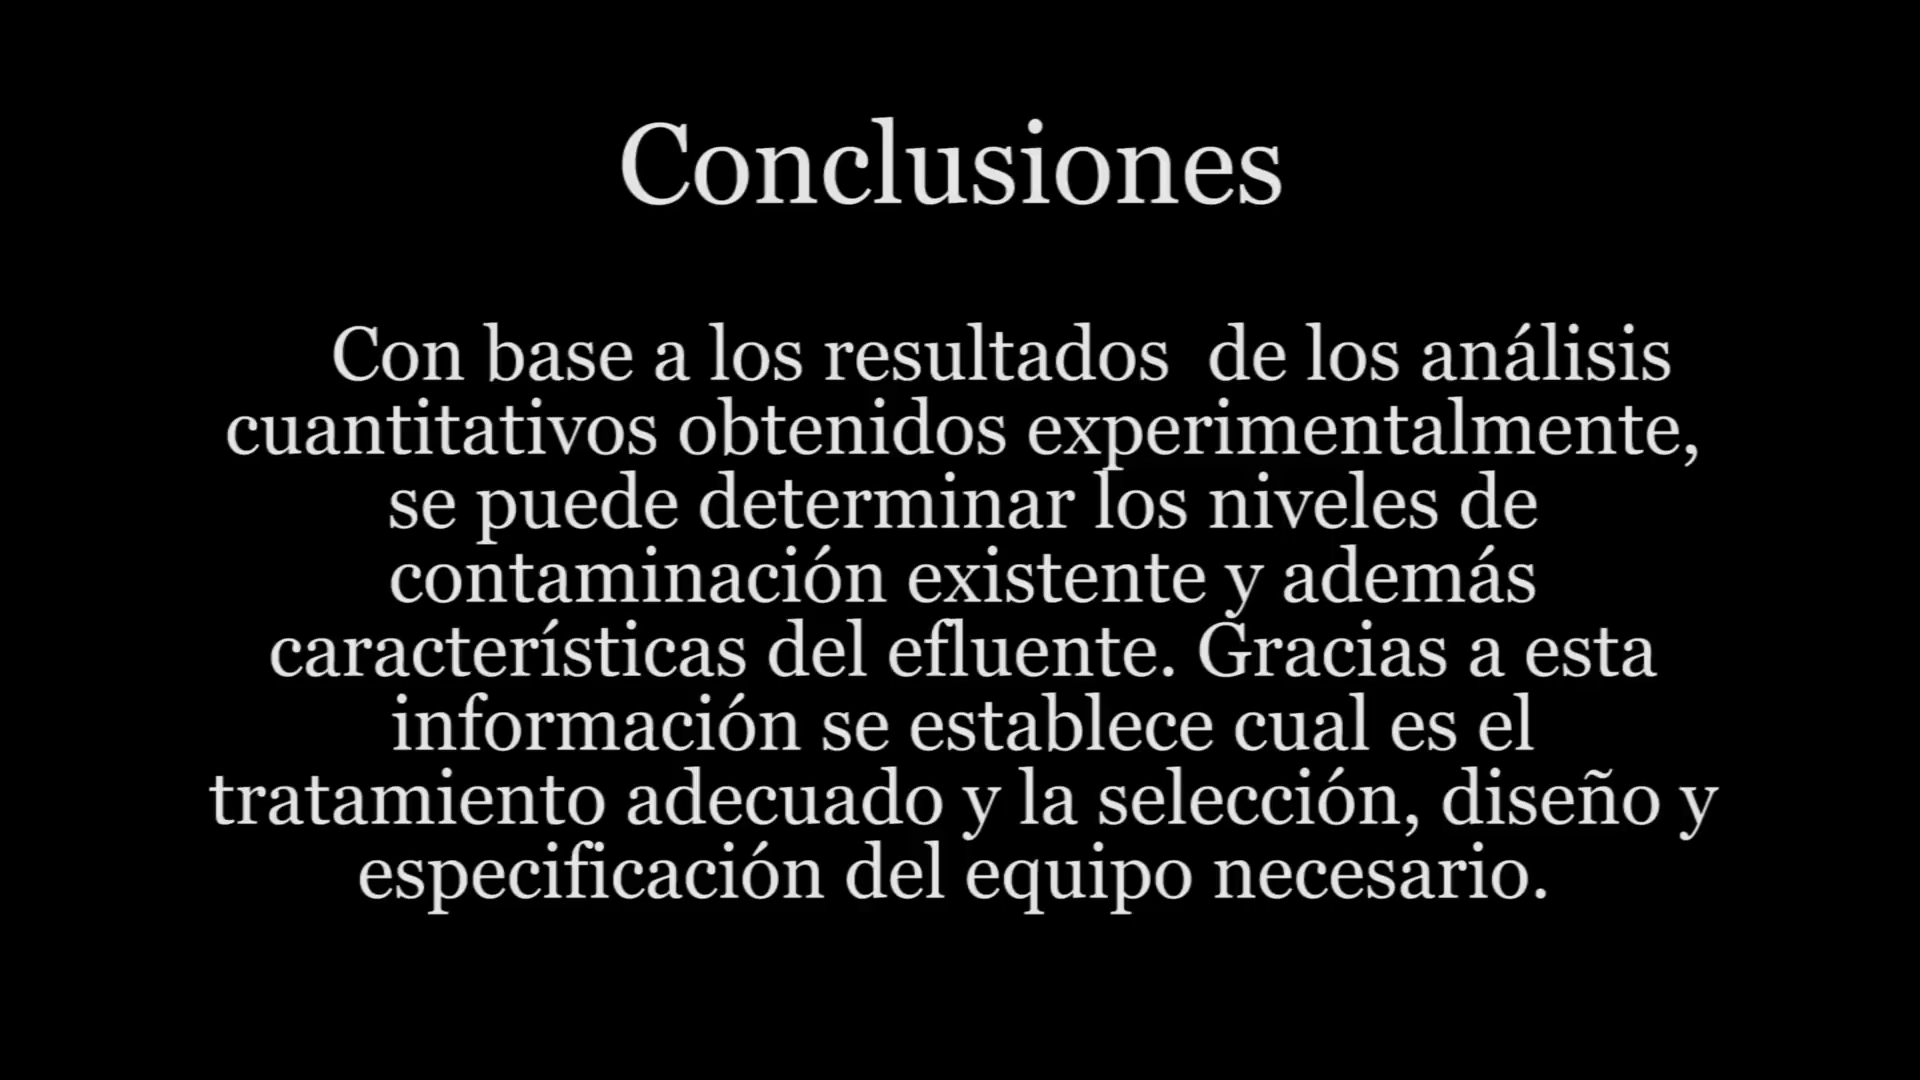 Conclusiones
Con base a los resultados  de los análisis
cuantitativos obtenidos experimentalmente,
se puede determinar los niveles de
contaminación existente y además
características del efluente. Gracias a esta
información se establece cual es el
tratamiento adecuado y la selección, diseño y
especificación del equipo necesario.